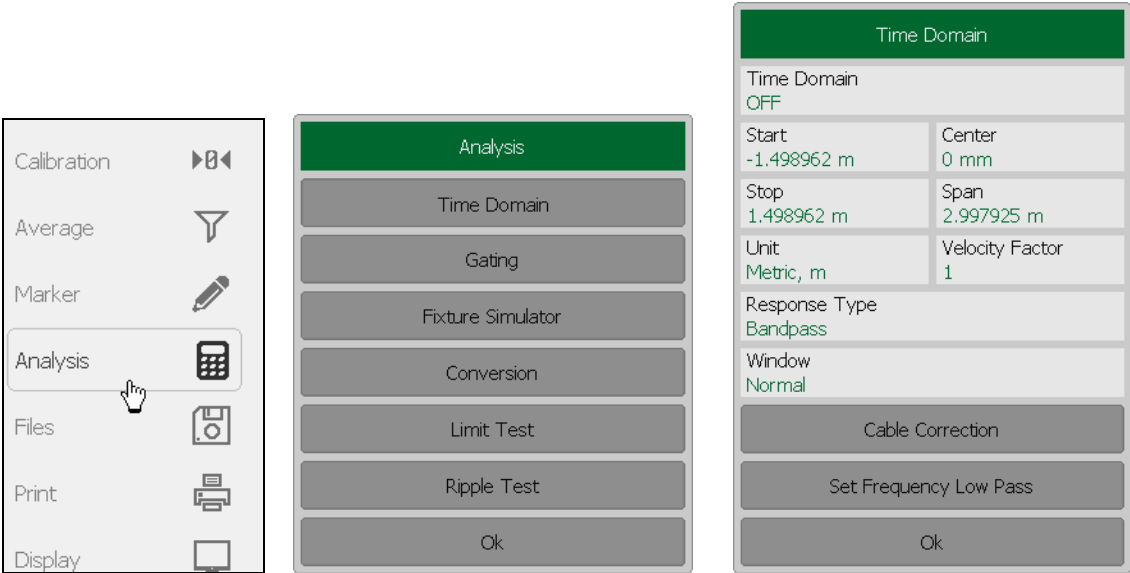 Calibration
Average
Marker
Analysis
Files
Print
Display
Analysis
Time Domain
Gating
Fixture Simulator
Conversion
Limit Test
Ripple Test
Ok
Time Domain
Time Domain
OFF
Start
-1.498962 m
Center
0 mm
Stop
1.498962 m
Span
2.997925 m
Unit
Metric, m
Velocity Factor
1
Response Type
Bandpass
Window
Normal
Cable Correction
Set Frequency Low Pass
Ok